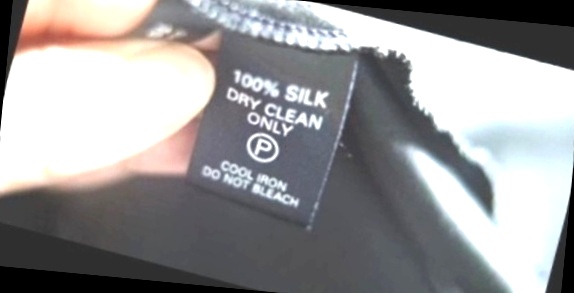 100% SILK
DRY CLEAN
ONLY
P
COOL IRON
DO NOT BLEACH